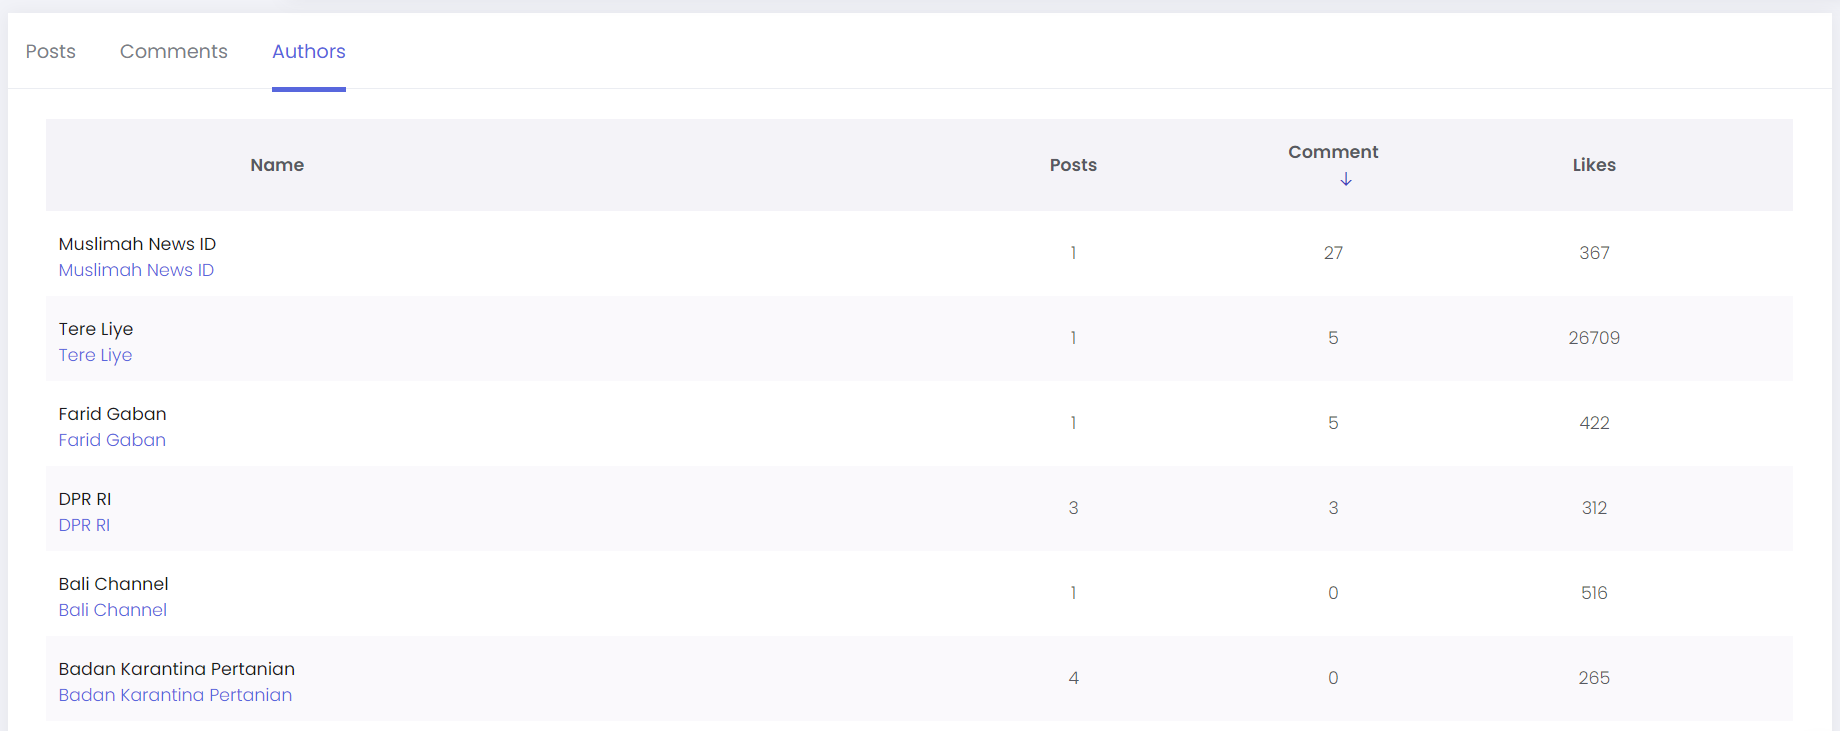 Posts Comments Authors
Name Posts Comment Likes
Muslimah News ID
Muslimah News ID
1 27 367
Tere Liye
Tere Liye
1 5 26709
Farid Gaban
Farid Gaban
1 5 422
DPR RI
DPR RI
3 3 312
Bali Channel
Bali Channel
1 0 516
Badan Karantina Pertanian
Badan Karantina Pertanian
4 0 265